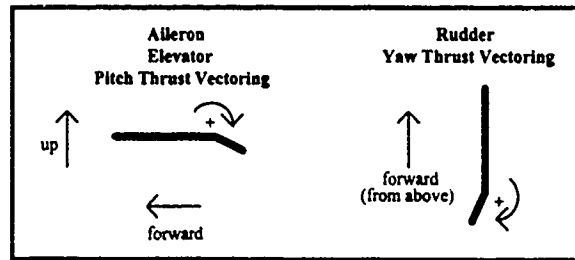 Aileron
Elevator
Pitch Thrust Vectoring
+
up
forward
Rudder
Yaw Thrust Vectoring
forward
(from above)
+